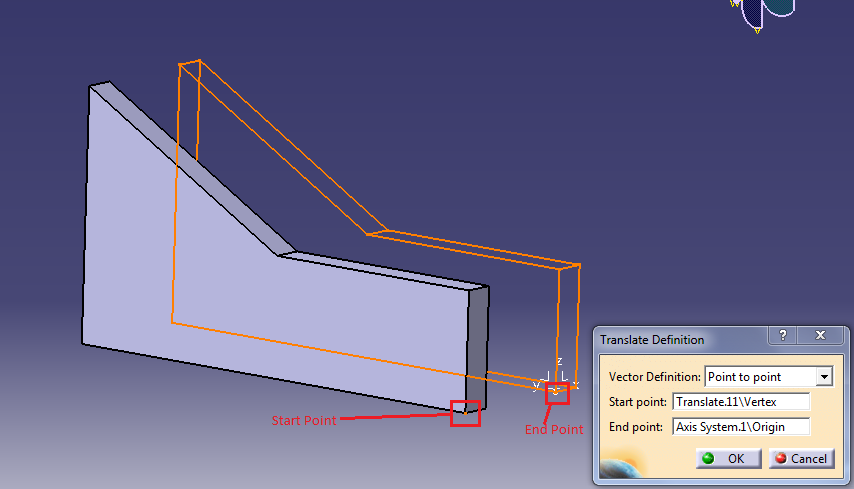 z
y
x
Start Point
End Point
Translate Definition
?
X
Vector Definition: Point to point
Start point: Translate.11\Vertex
End point: Axis System.1\Origin
OK
Cancel